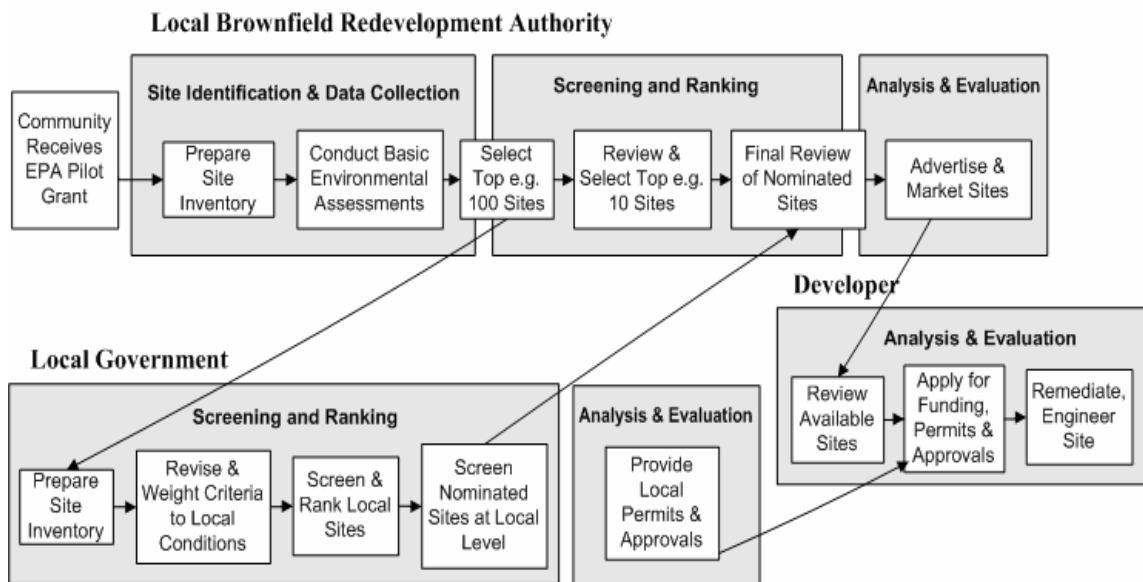 Local Brownfield Redevelopment Authority
Community
Receives
EPA Pilot
Grant
Site Identification & Data Collection
Prepare
Site
Inventory
Conduct Basic
Environmental
Assessments
Screening and Ranking
Select
Top e.g.
100 Sites
Review &
Select Top e.g.
10 Sites
Final Review
of Nominated
Sites
Analysis & Evaluation
Advertise &
Market Sites
Developer
Analysis & Evaluation
Review
Available
Sites
Apply for
Funding,
Permits &
Approvals
Remediate,
Engineer
Site
Local Government
Screening and Ranking
Prepare
Site
Inventory
Revise &
Weight Criteria
to Local
Conditions
Screen &
Rank Local
Sites
Screen
Nominated
Sites at Local
Level
Analysis & Evaluation
Provide
Local
Permits &
Approvals